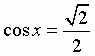 cos x = √2/2